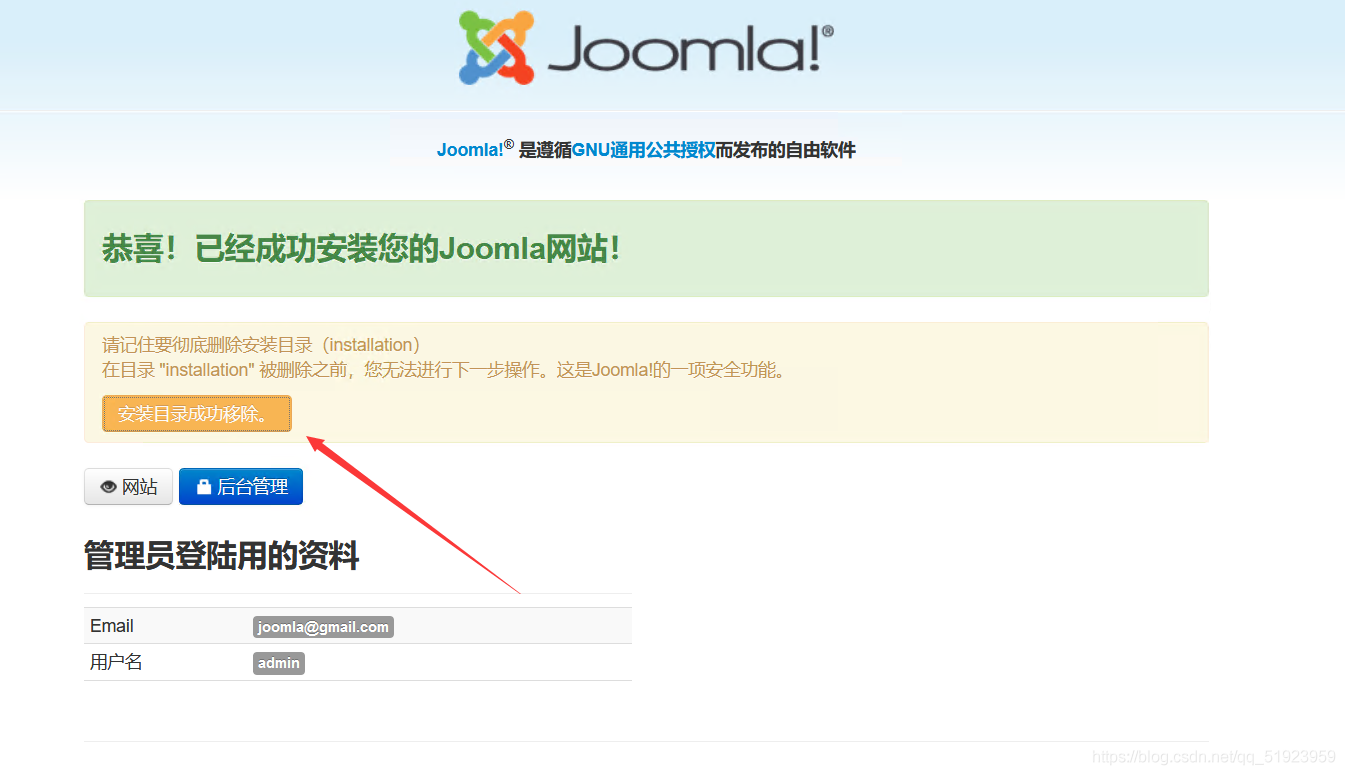 Joomla!®
Joomla!® 是遵循GNU通用公共授权而发布的自由软件
恭喜！已经成功安装您的Joomla网站！
请记住要彻底删除安装目录（installation）
在目录 "installation" 被删除之前，您无法进行下一步操作。这是Joomla!的一项安全功能。
安装目录成功移除。
网站 后台管理
管理员登陆用的资料
Email joomla@gmail.com
用户名 admin
https://blog.csdn.net/qq_51923959